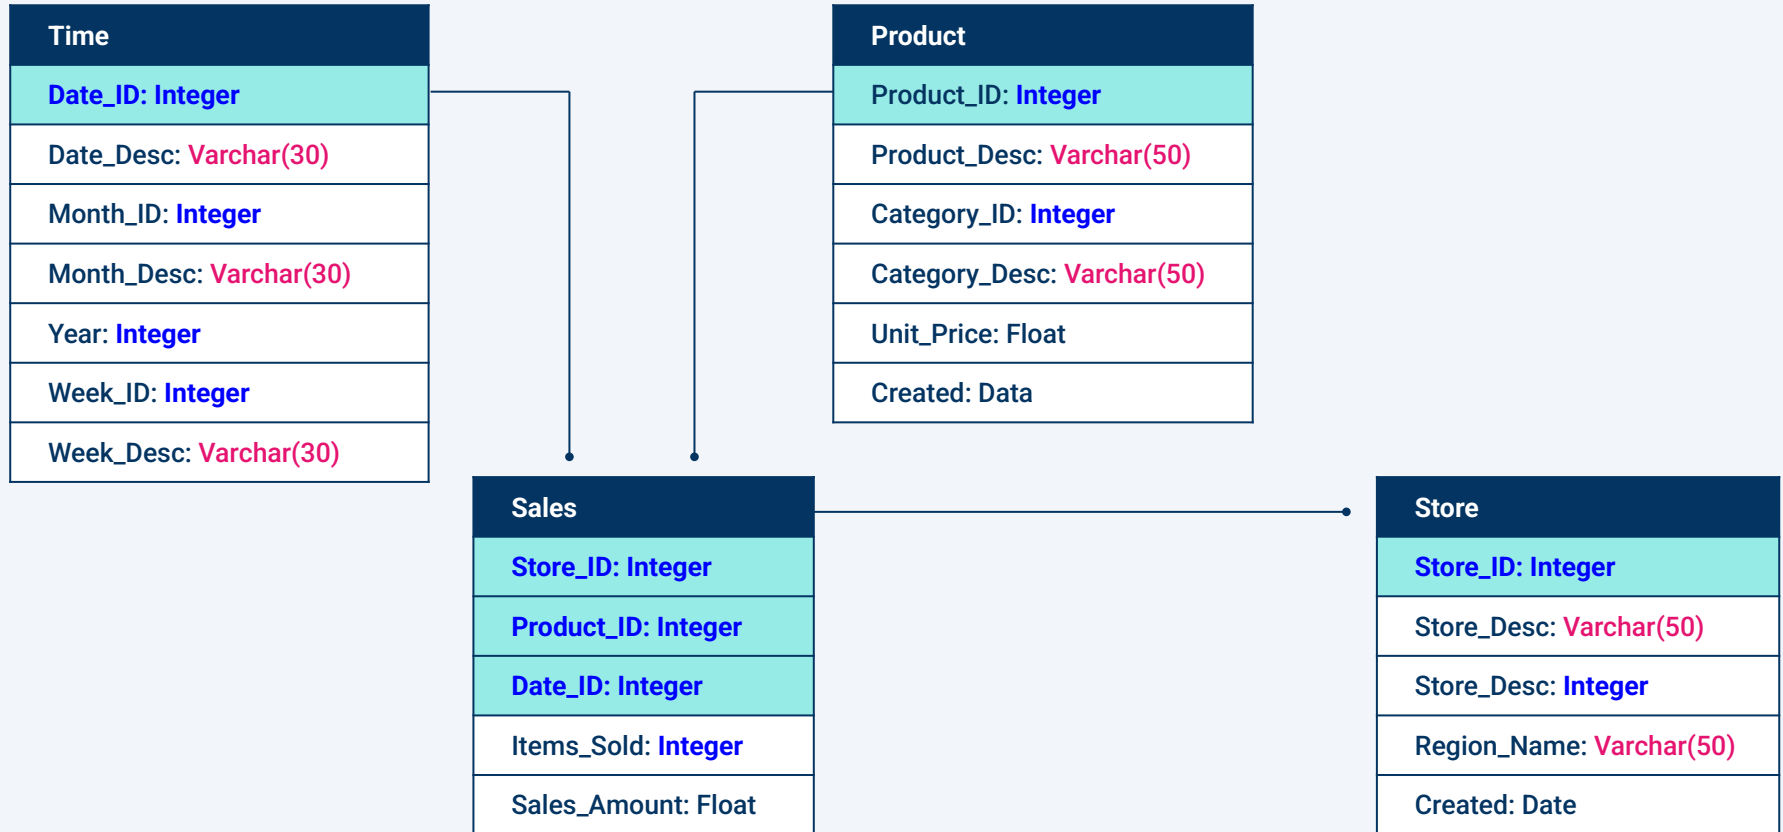 Time
Date_ID: Integer
Date_Desc: Varchar(30)
Month_ID: Integer
Month_Desc: Varchar(30)
Year: Integer
Week_ID: Integer
Week_Desc: Varchar(30)
Product
Product_ID: Integer
Product_Desc: Varchar(50)
Category_ID: Integer
Category_Desc: Varchar(50)
Unit_Price: Float
Created: Data
Sales
Store_ID: Integer
Product_ID: Integer
Date_ID: Integer
Items_Sold: Integer
Sales_Amount: Float
Store
Store_ID: Integer
Store_Desc: Varchar(50)
Store_Desc: Integer
Region_Name: Varchar(50)
Created: Date